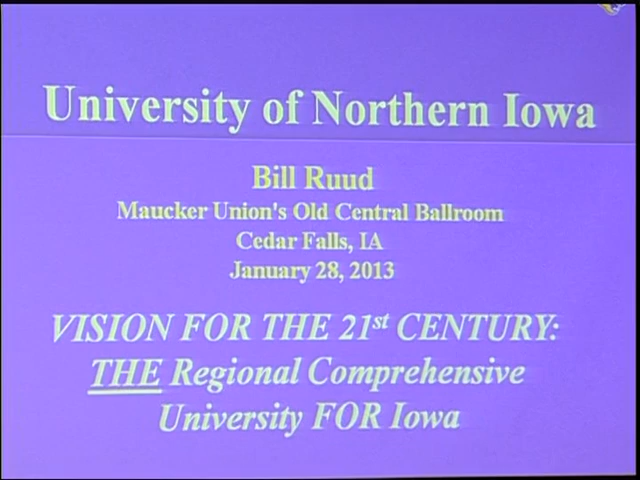 University of Northern Iowa
Bill Ruud
Maucker Union's Old Central Ballroom
Cedar Falls, IA
January 28, 2013
VISION FOR THE 21st CENTURY:
THE Regional Comprehensive
University FOR Iowa